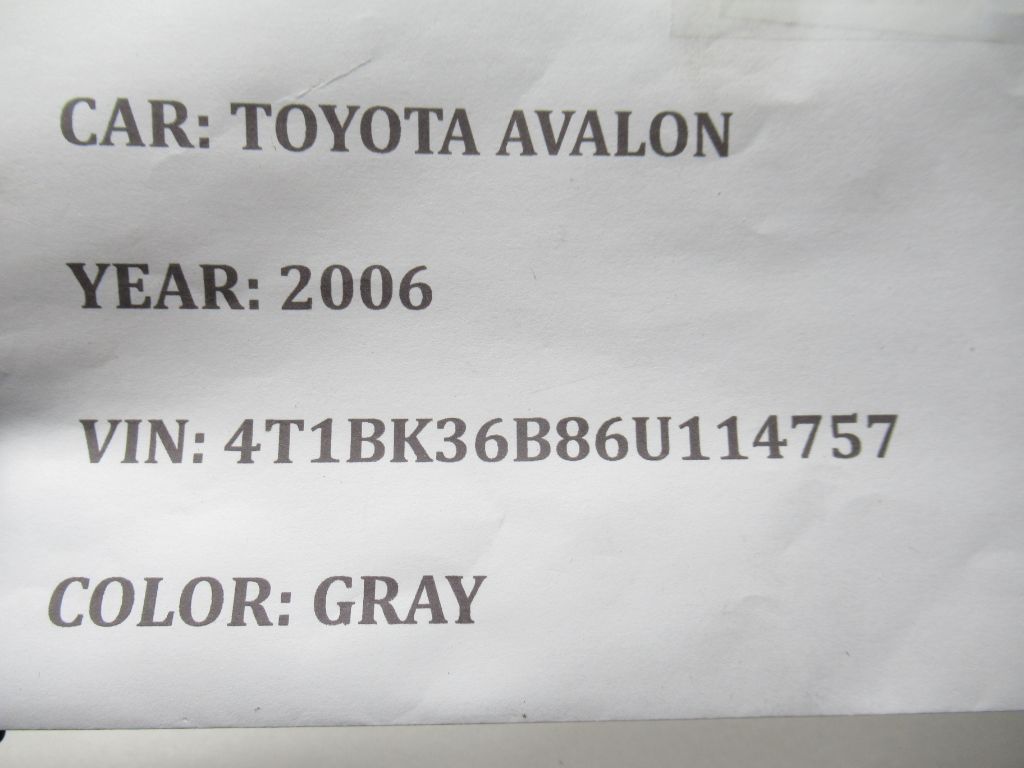 CAR: TOYOTA AVALON
YEAR: 2006
VIN: 4T1BK36B86U114757
COLOR: GRAY